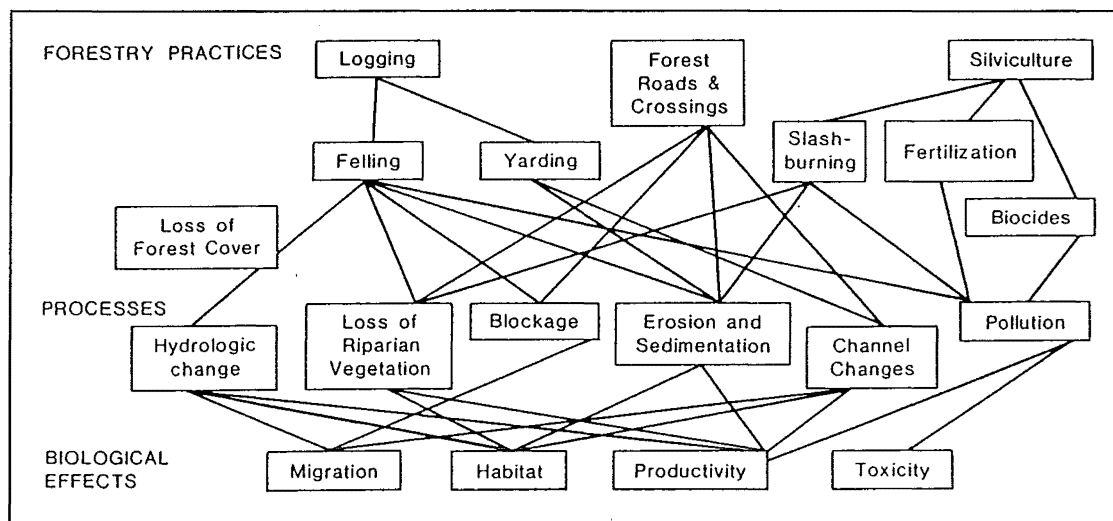 FORESTRY PRACTICES
Logging
Forest
Roads &
Crossings
Silviculture
Felling
Yarding
Slash-
burning
Fertilization
Loss of
Forest Cover
Biocides
PROCESSES
Hydrologic
change
Loss of
Riparian
Vegetation
Blockage
Erosion and
Sedimentation
Channel
Changes
Pollution
BIOLOGICAL
EFFECTS
Migration
Habitat
Productivity
Toxicity